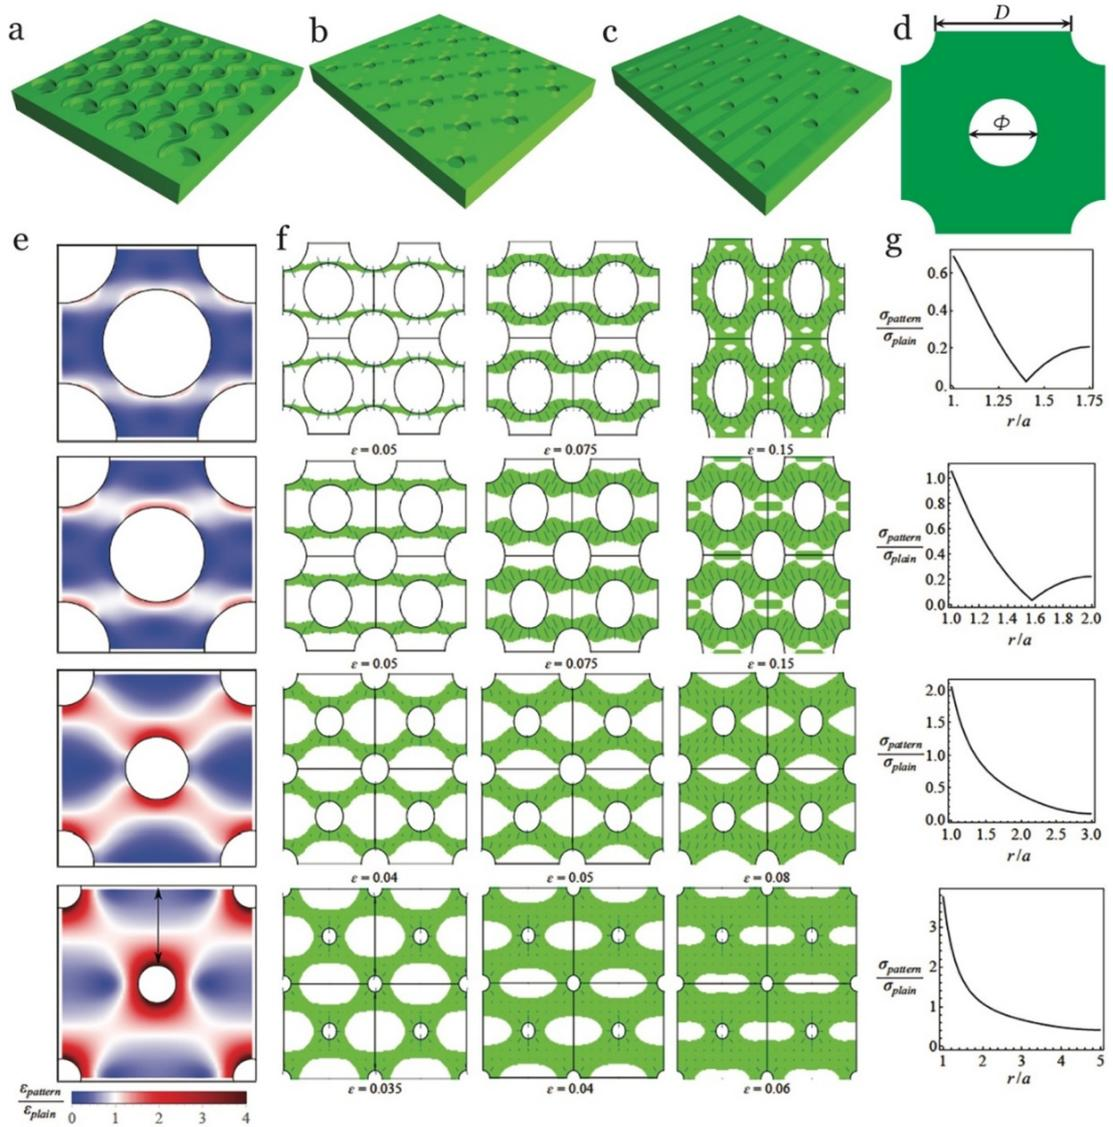 a
b
c
d
D
Φ
e
f
g
ε = 0.05
ε = 0.075
ε = 0.15
σpattern
σplain
0.6
0.4
0.2
0.
1.
1.25
1.5
1.75
r/a
ε = 0.05
ε = 0.075
ε = 0.15
σpattern
σplain
1.0
0.8
0.6
0.4
0.2
0.0
1.0 1.2 1.4 1.6 1.8 2.0
r/a
ε = 0.04
ε = 0.05
ε = 0.08
σpattern
σplain
2.0
1.5
1.0
0.5
0.0
1.0 1.5 2.0 2.5 3.0
r/a
ε = 0.035
ε = 0.04
ε = 0.06
σpattern
σplain
3
2
1
0
1 2 3 4 5
r/a
εpattern
εplain
0 1 2 3 4